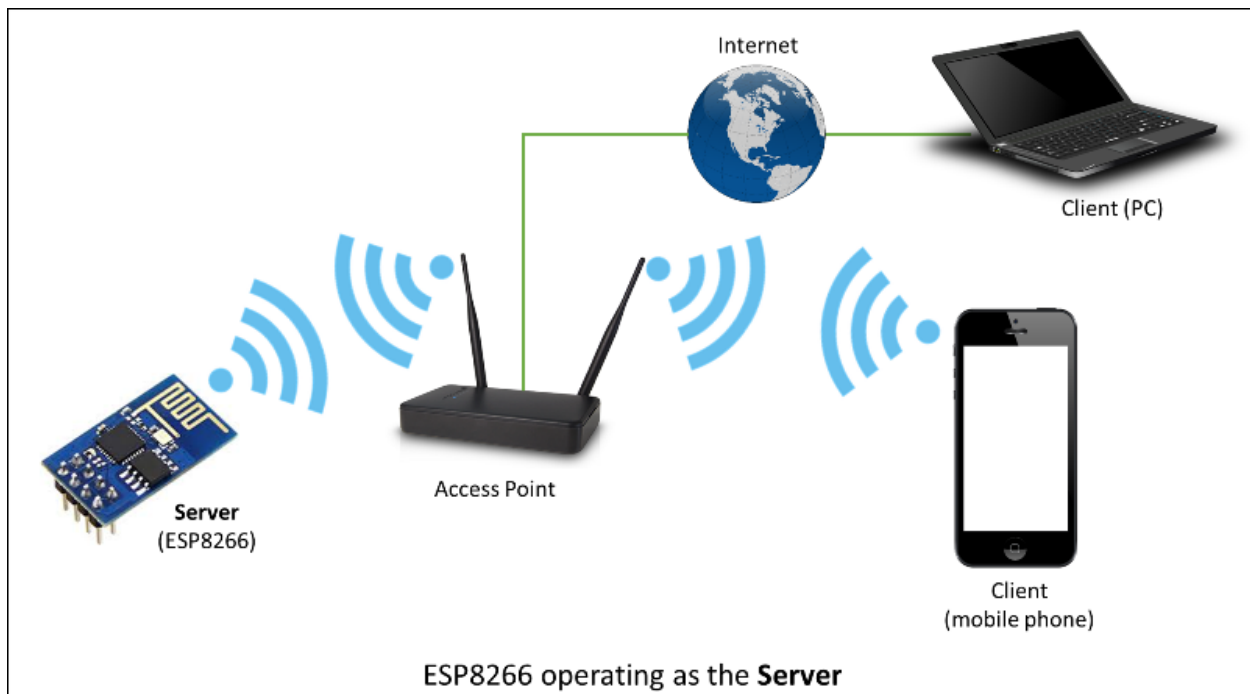 Internet
Client (PC)
Access Point
Server
(ESP8266)
Client
(mobile phone)
ESP8266 operating as the Server